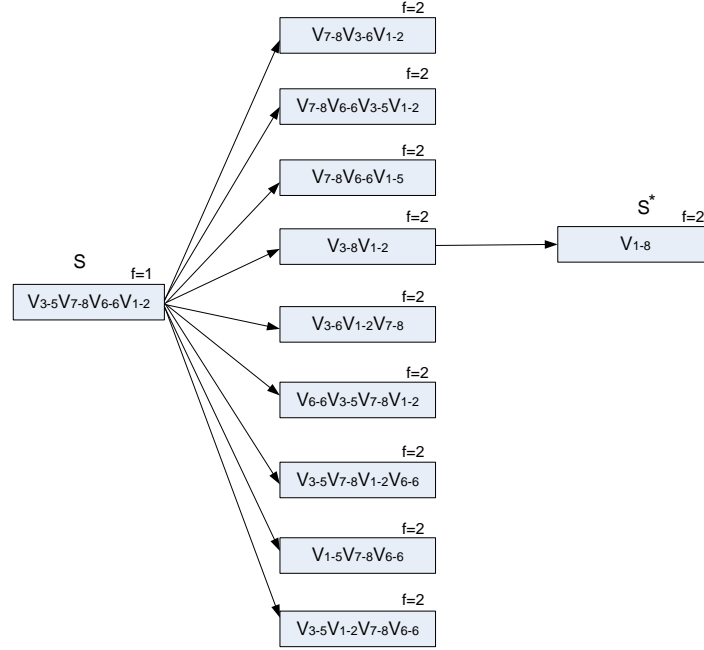 f=2
V7-8V3-6V1-2
f=2
V7-8V6-6V3-5V1-2
f=2
V7-8V6-6V1-5
f=2
V3-8V1-2
S*
f=2
V1-8
S
f=1
V3-5V7-8V6-6V1-2
f=2
V3-6V1-2V7-8
f=2
V6-6V3-5V7-8V1-2
f=2
V3-5V7-8V1-2V6-6
f=2
V1-5V7-8V6-6
f=2
V3-5V1-2V7-8V6-6